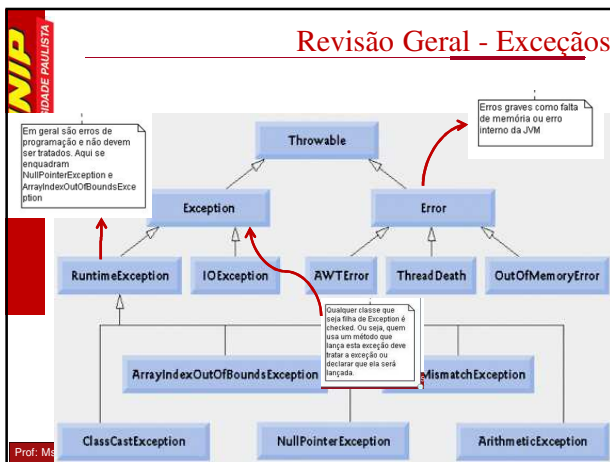 Revisão Geral - Exceçãos
UNIP
IDADE PAULISTA
Erros graves como falta
de memória ou erro
interno da JVM
Em geral são erros de
programação e não devem
ser tratados. Aqui se
enquadram
NullPointerException e
ArrayIndexOutOfBoundsExce
ption
Throwable
Exception
Error
RuntimeException
IOException
AWTError
ThreadDeath
OutOfMemoryError
Qualquer classe que
seja filha de Exception é
checked. Ou seja, quem
usa um método que
lança esta exceção deve
tratar a exceção ou
declarar que ela será
lançada.
ArrayIndexOutOfBoundsException
MismatchException
ClassCastException
NullPointerException
ArithmeticException
Prof: Ms